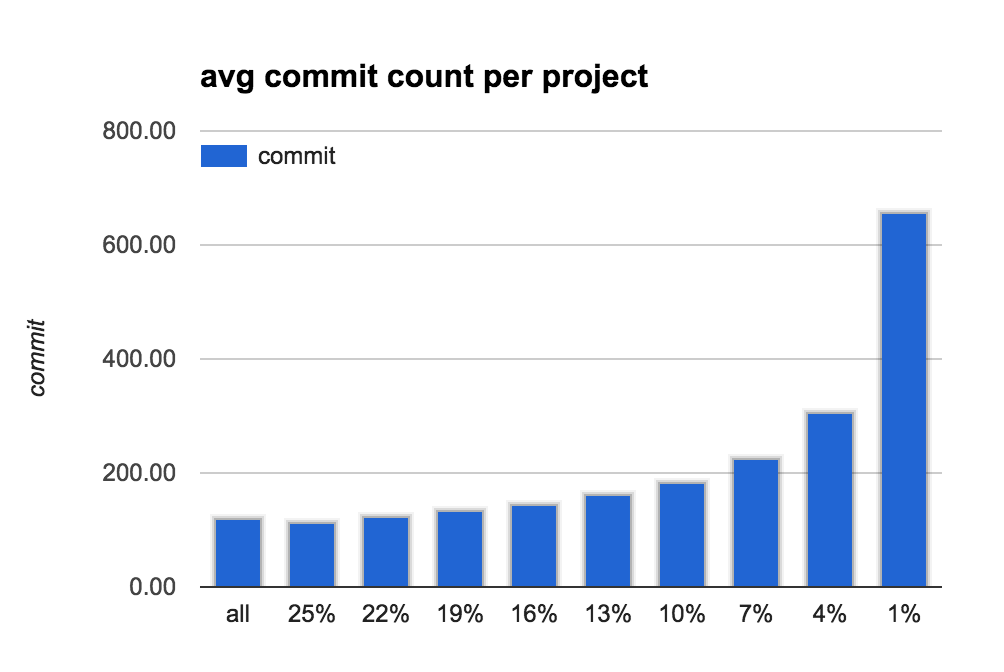 avg commit count per project
800.00
commit
600.00
400.00
commit
200.00
0.00
all 25% 22% 19% 16% 13% 10% 7% 4% 1%